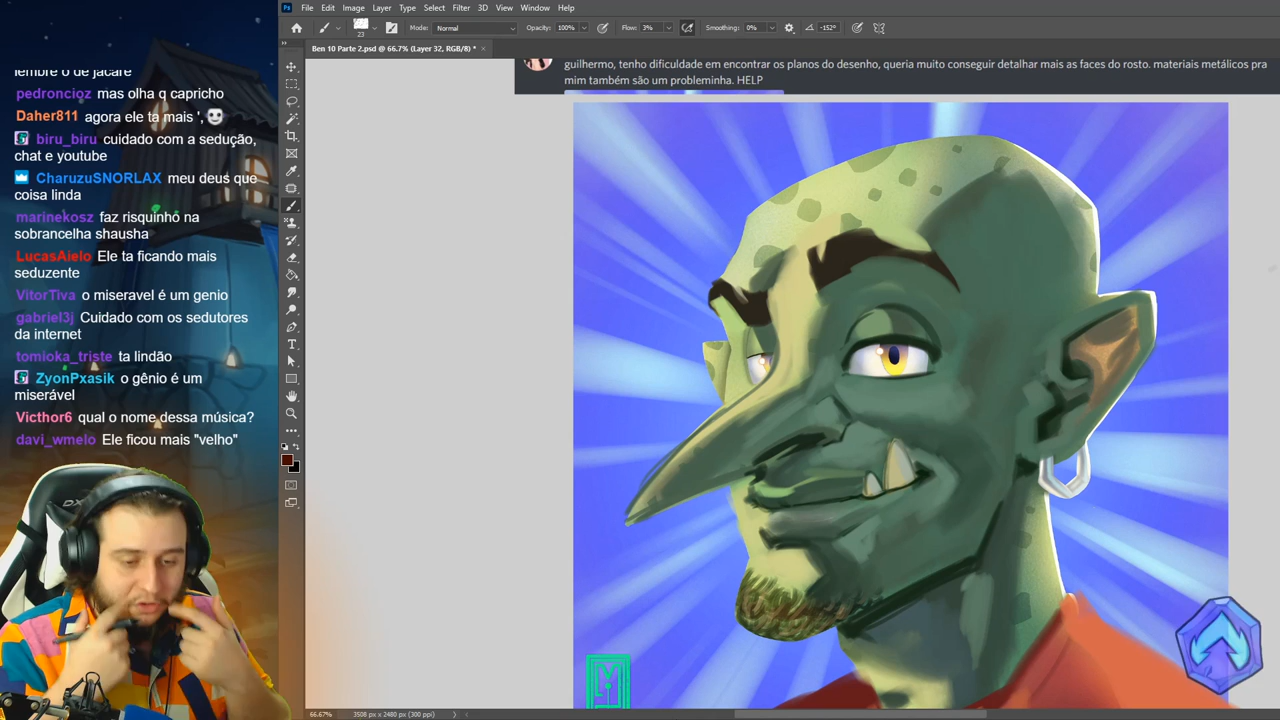 File Edit Image Layer Type Select Filter 3D View Window Help
23 Mode: Normal Opacity: 100% Flow: 3% Smoothing: 0% -152°
Ben 10 Parte 2.psd @ 66.7% (Layer 32, RGB/8) * ×
guilhermo, tenho dificuldade em encontrar os planos do desenho, queria muito conseguir detalhar mais as faces do rosto. materiais metálicos pra
mim também são um probleminha. HELP
lembre o de jacaré
pedroncioz mas olha q capricho
Daher811 agora ele ta mais ',
biru_biru cuidado com a sedução,
chat e youtube
CharuzuSNORLAX meu deus que
coisa linda
marinekosz faz risquinho na
sobrancelha shausha
LucasAielo Ele ta ficando mais
seduzente
VitorTiva o miseravel é um genio
gabriel3j Cuidado com os sedutores
da internet
tomioka_triste ta lindão
ZyonPxasik o gênio é um
miserável
Victhor6 qual o nome dessa música?
davi_wmelo Ele ficou mais "velho"
66.67% 3508 px x 2480 px (300 ppi)